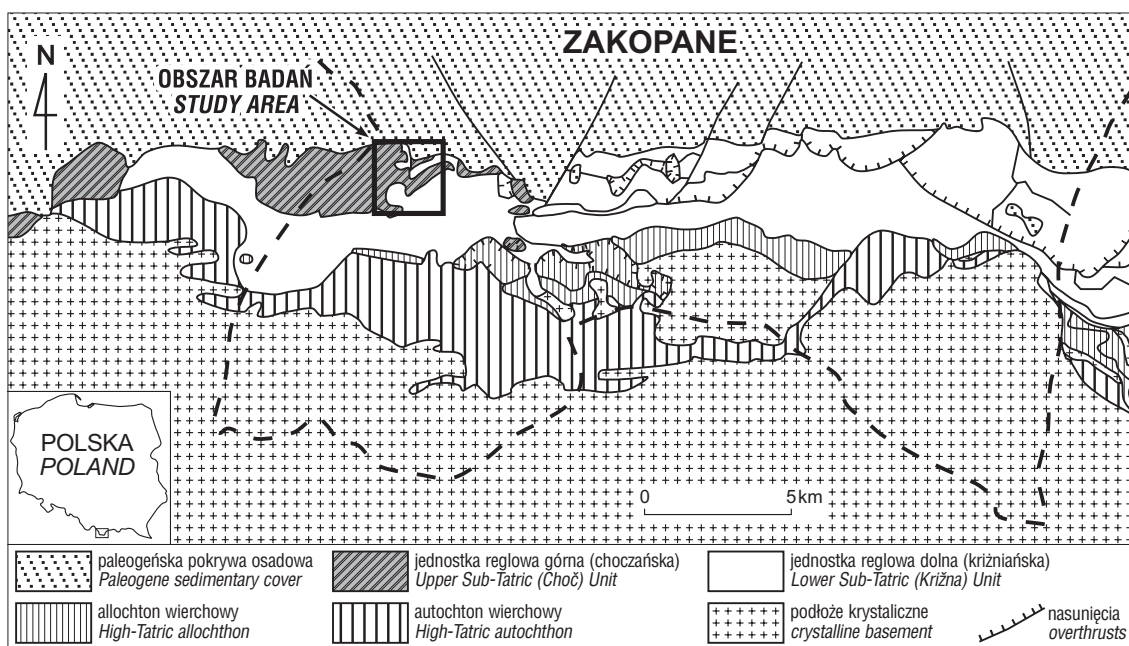 ZAKOPANE
N
OBSZAR BADAŃ
STUDY AREA
POLSKA
POLAND
0 5 km
paleogeńska pokrywa osadowa
Paleogene sedimentary cover
jednostka reglowa górna (choczańska)
Upper Sub-Tatric (Choč) Unit
jednostka reglowa dolna (kriżniańska)
Lower Sub-Tatric (Križna) Unit
allochton wierchowy
High-Tatric allochthon
autochton wierchowy
High-Tatric autochthon
podłoże krystaliczne
crystalline basement
nasunięcia
overthrusts